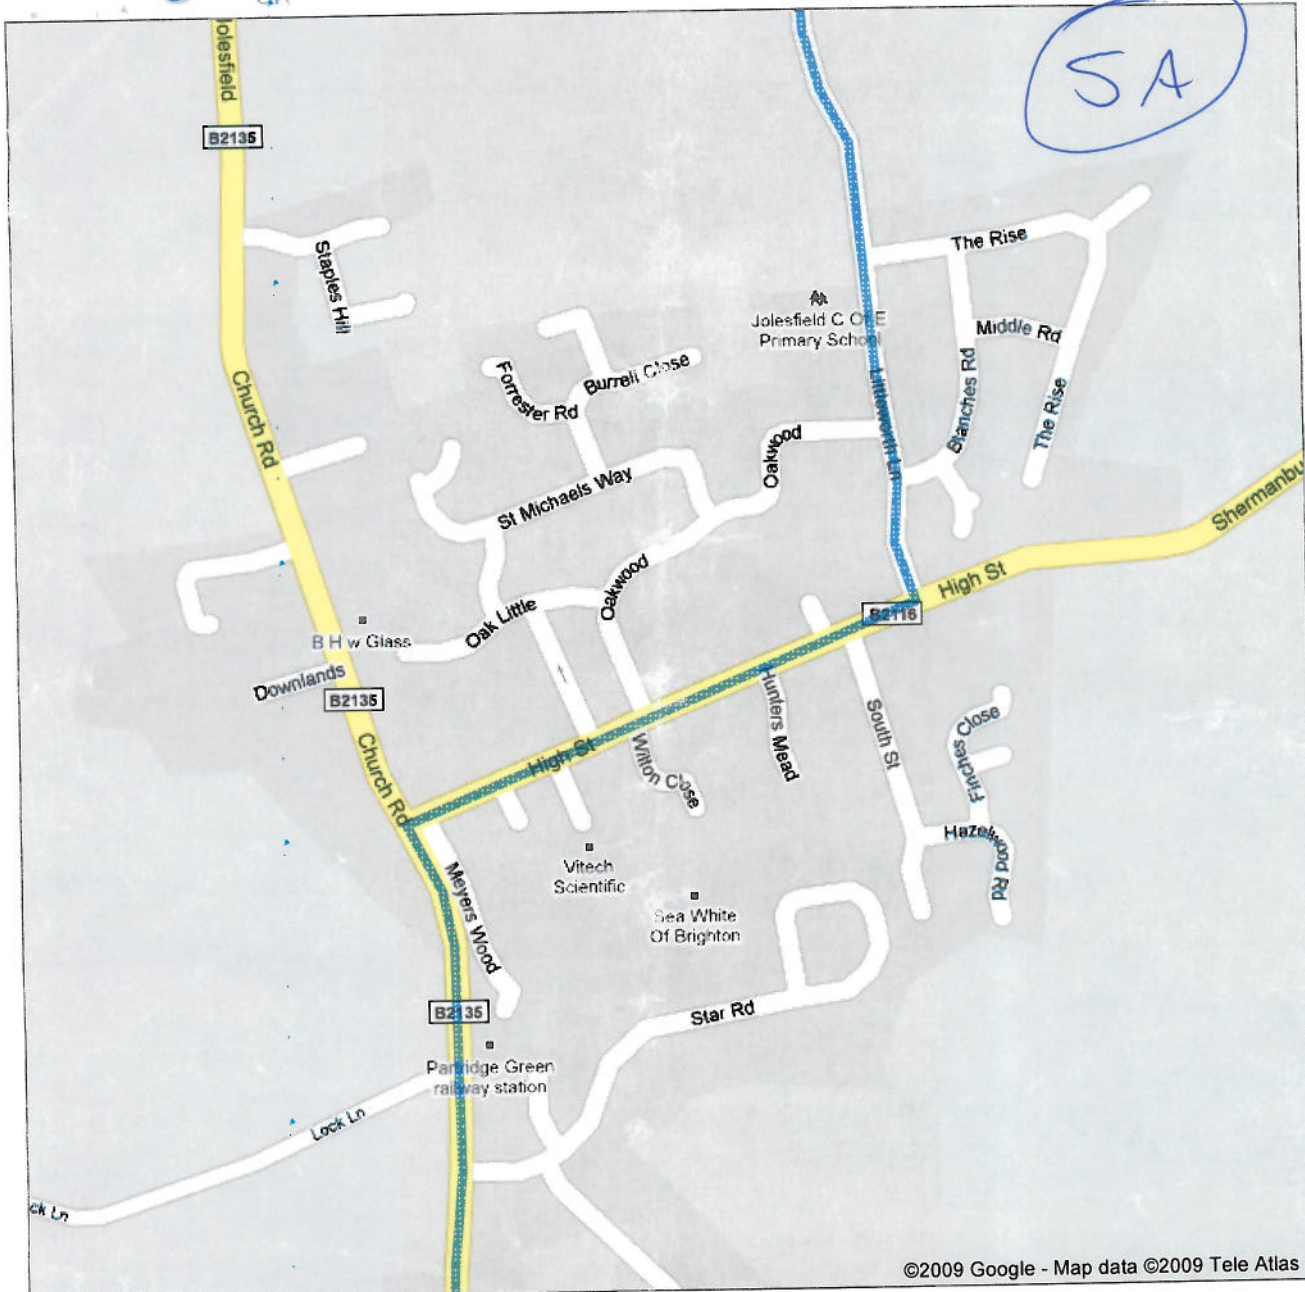 5A
Jolesfield
B2135
The Rise
Staples Hill
Jolesfield C Of E
Primary School
Middle Rd
Burrell Close
Forrester Rd
Church Rd
Littleworth Ln
Blanches Rd
The Rise
Oakwood
St Michaels Way
Shermanbu
High St
Oakwood
B2116
Oak Little
B H w Glass
Downlands
B2135
Hunters Mead
South St
Finches Close
High St
Wilton Close
Church Rd
Hazelwood Rd
Meyers Wood
Vitech
Scientific
Sea White
Of Brighton
B2135
Star Rd
Partridge Green
railway station
Lock Ln
ck Ln
©2009 Google - Map data ©2009 Tele Atlas